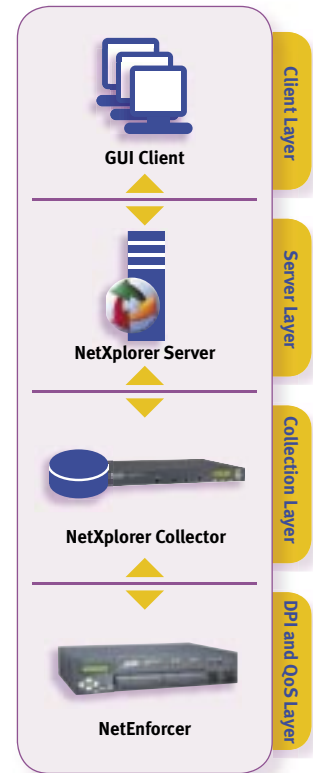 GUI Client
Client Layer
NetXplorer Server
Server Layer
NetXplorer Collector
Collection Layer
NetEnforcer
DPI and QoS Layer